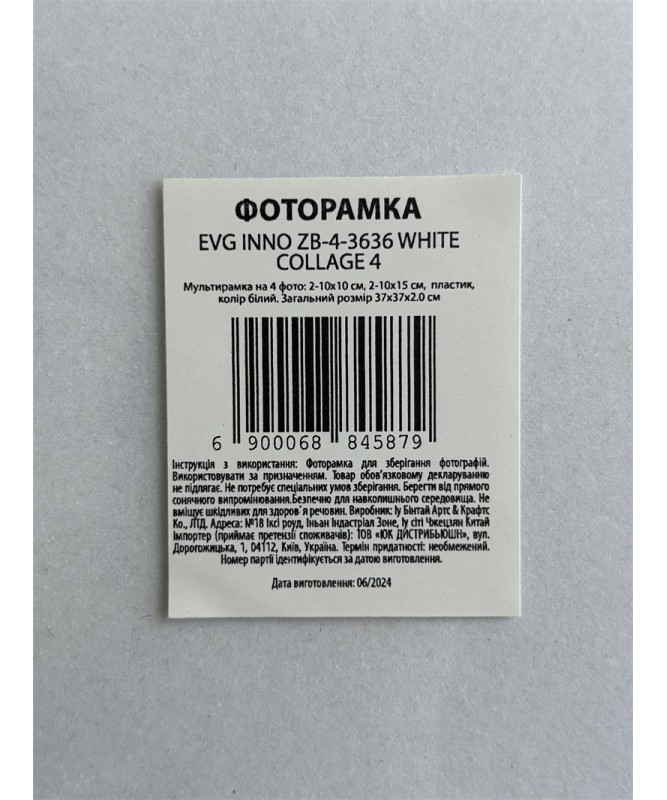 ФОТОРАМКА
EVG INNO ZB-4-3636 WHITE
COLLAGE 4
Мультирамка на 4 фото: 2-10x10 см, 2-10x15 см, пластик,
колір білий. Загальний розмір 37x37x2.0 см
6 900068 845879
Інструкція з використання: Фоторамка для зберігання фотографій.
Використовувати за призначенням. Товар обов'язковому декларуванню
не підлягає. Не потребує спеціальних умов зберігання. Берегти від прямого
сонячного випромінювання.Безпечно для навколишнього середовища. Не
вміщує шкідливих для здоров`я речовин. Виробник: Іу Бінтай Артс & Крафтс
Ко., ЛТД. Адреса: №18 Іксі роуд, Іньан Індастріал Зоне, Іу сіті Чжецзян Китай
Імпортер (приймає претензії споживачів): ТОВ «ЮК ДИСТРИБЬЮШН», вул.
Дорогожицька, 1, 04112, Київ, Україна. Термін придатності: необмежений.
Номер партії ідентифікується за датою виготовлення.
Дата виготовлення: 06/2024